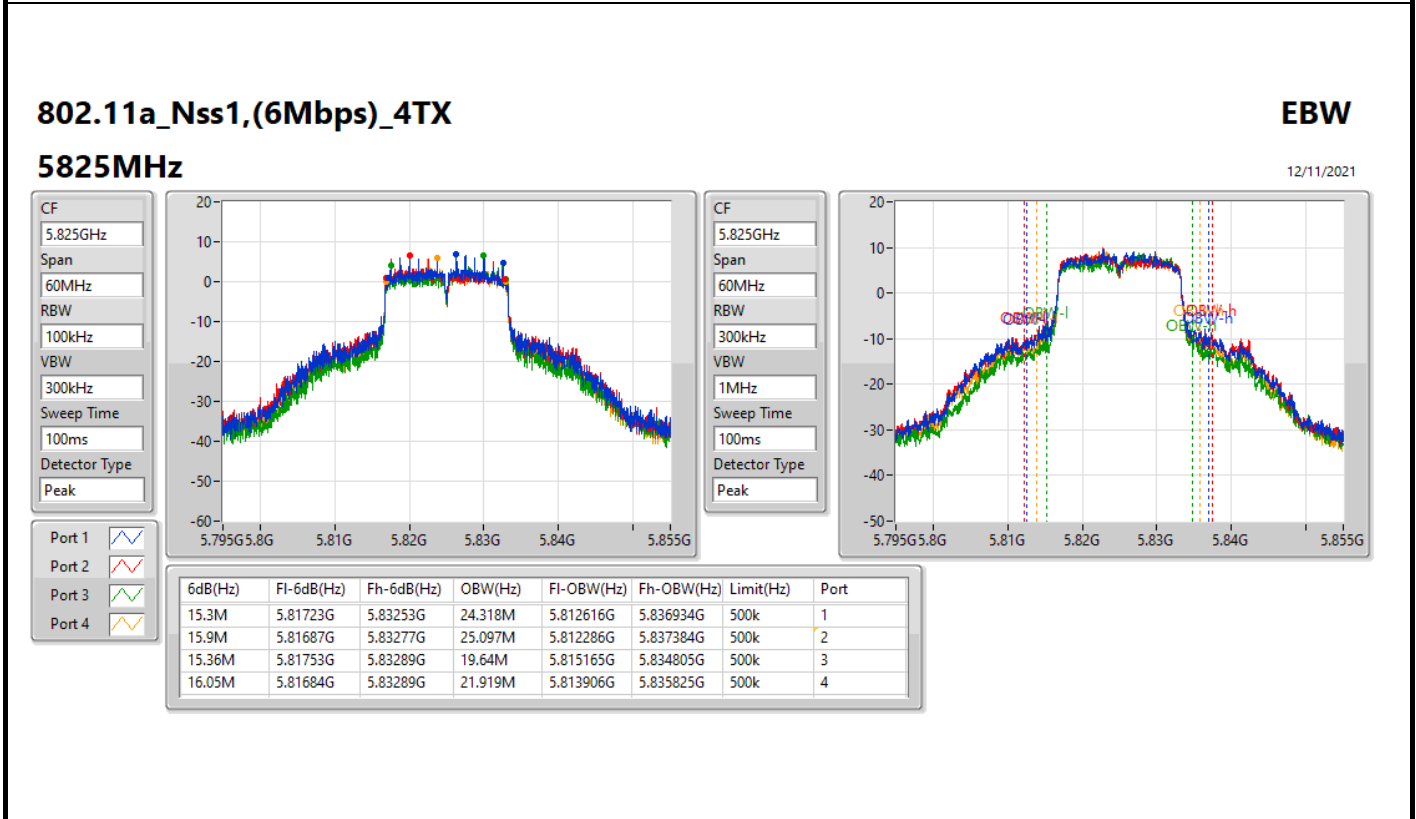 802.11a_Nss1,(6Mbps)_4TX
EBW
5825MHz
12/11/2021
CF
5.825GHz
Span
60MHz
RBW
100kHz
VBW
300kHz
Sweep Time
100ms
Detector Type
Peak
20
10
0
-10
-20
-30
-40
-50
-60
5.795G 5.8G 5.81G 5.82G 5.83G 5.84G 5.855G
CF
5.825GHz
Span
60MHz
RBW
300kHz
VBW
1MHz
Sweep Time
100ms
Detector Type
Peak
20
10
0
-10
-20
-30
-40
-50
OBW-l
OBW-h
OBW-h
OBW-h
5.795G 5.8G 5.81G 5.82G 5.83G 5.84G 5.855G
Port 1
Port 2
Port 3
Port 4
6dB(Hz) Fl-6dB(Hz) Fh-6dB(Hz) OBW(Hz) Fl-OBW(Hz) Fh-OBW(Hz) Limit(Hz) Port
15.3M 5.81723G 5.83253G 24.318M 5.812616G 5.836934G 500k 1
15.9M 5.81687G 5.83277G 25.097M 5.812286G 5.837384G 500k 2
15.36M 5.81753G 5.83289G 19.64M 5.815165G 5.834805G 500k 3
16.05M 5.81684G 5.83289G 21.919M 5.813906G 5.835825G 500k 4